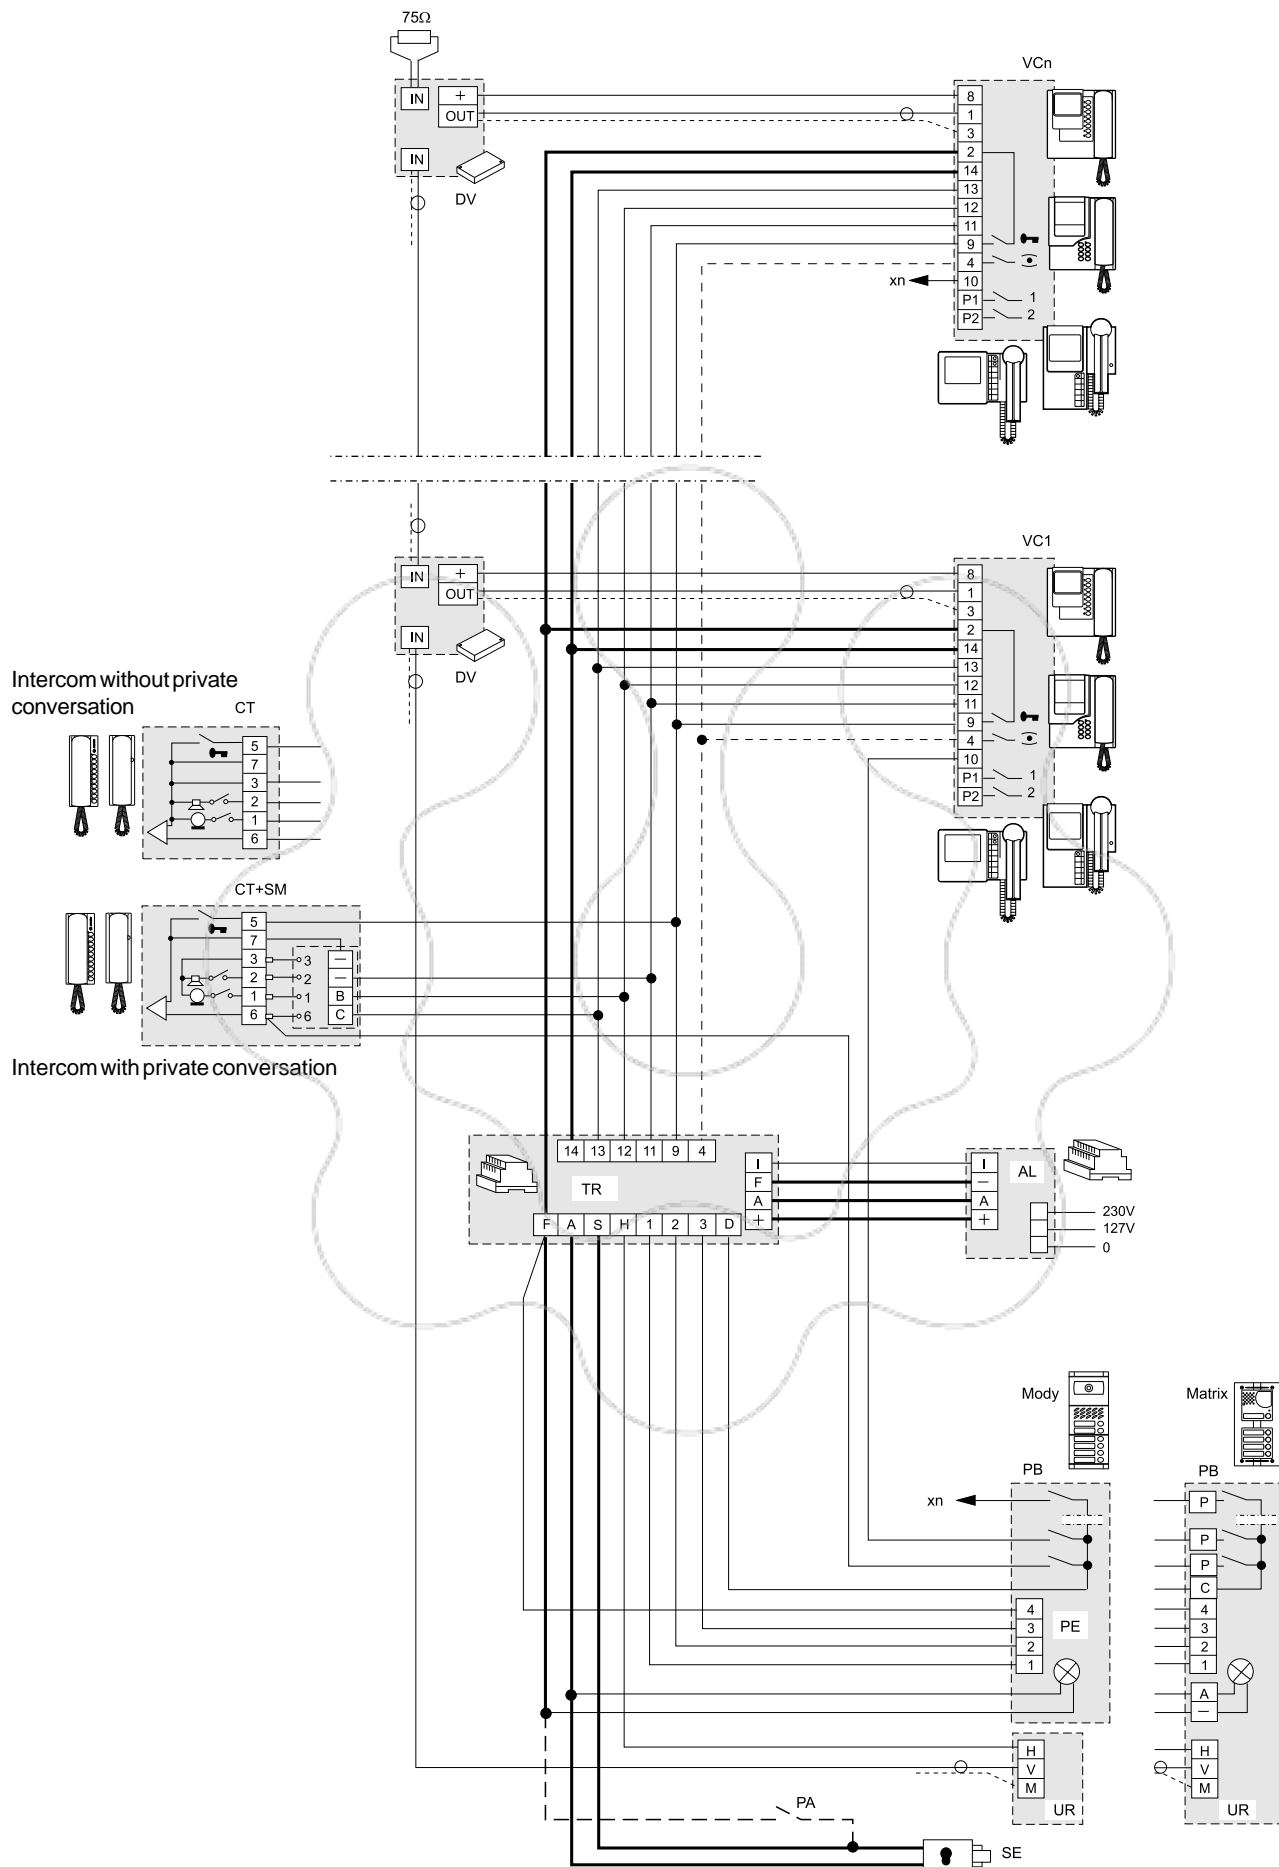 75Ω
VCn
IN
+
OUT
IN
DV
8
1
3
2
14
13
12
11
9
4
10
P1
P2
1
2
xn
VC1
IN
+
OUT
IN
DV
8
1
3
2
14
13
12
11
9
4
10
P1
P2
1
2
Intercom without private
conversation
CT
5
7
3
2
1
6
CT+SM
5
7
3
2
1
6
3
2
1
6
—
—
B
C
Intercom with private conversation
14 13 12 11 9 4
TR
I
F
A
+
F A S H 1 2 3 D
I
—
A
+
AL
230V
127V
0
Mody
Matrix
PB
PB
xn
P
P
P
C
4
3
2
1
PE
4
3
2
1
A
—
H
V
M
UR
H
V
M
UR
PA
SE